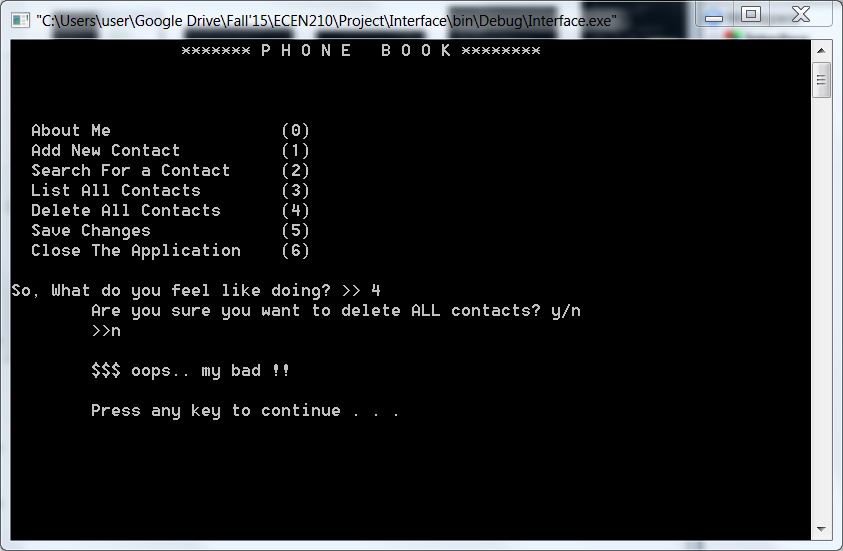 "C:\Users\user\Google Drive\Fall'15\ECEN210\Project\Interface\bin\Debug\Interface.exe"
******* P H O N E   B O O K ********
About Me (0)
Add New Contact (1)
Search For a Contact (2)
List All Contacts (3)
Delete All Contacts (4)
Save Changes (5)
Close The Application (6)
So, What do you feel like doing? >> 4
Are you sure you want to delete ALL contacts? y/n
>>n
$$$ oops.. my bad !!
Press any key to continue . . .